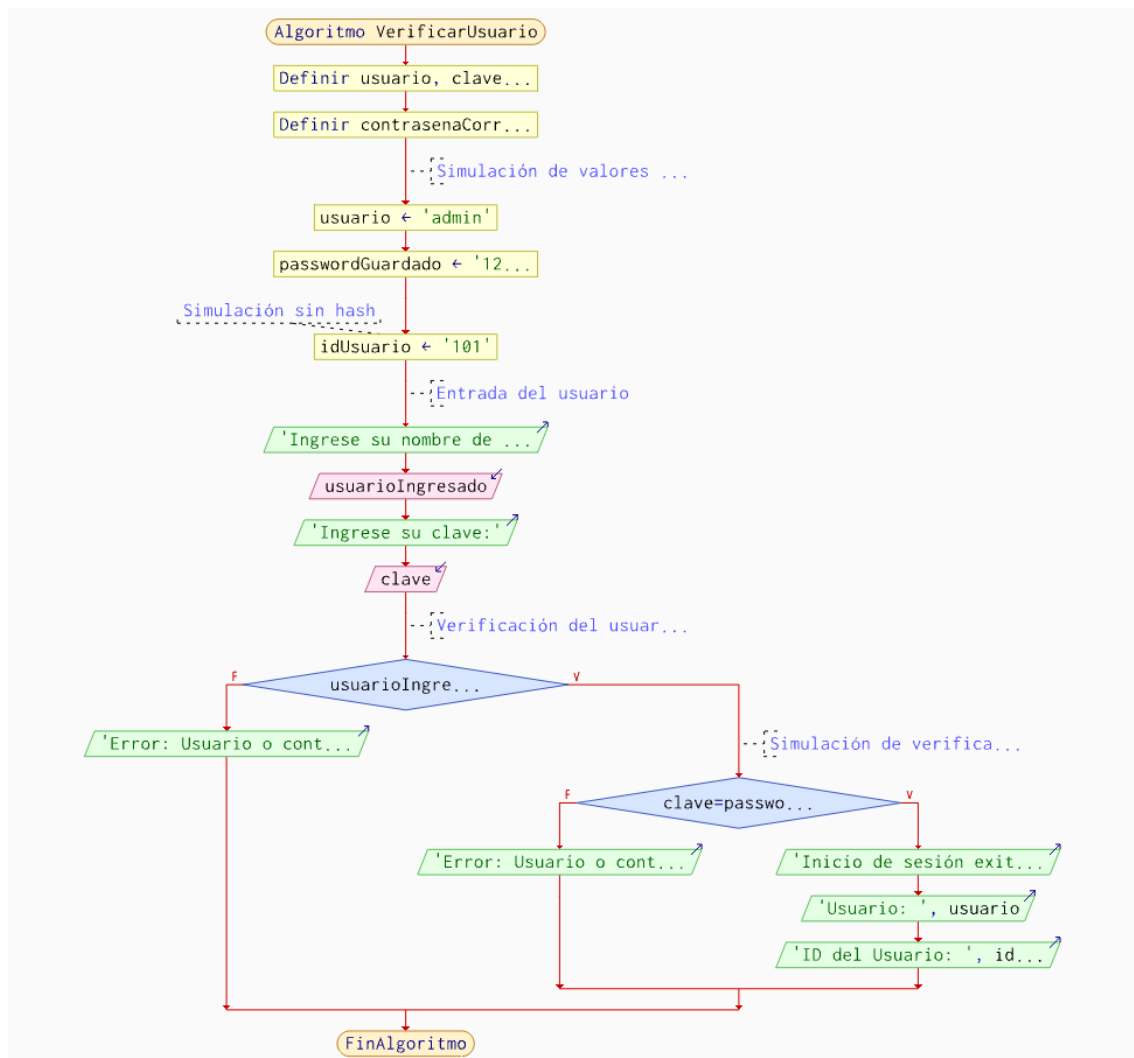 Algoritmo VerificarUsuario
Definir usuario, clave...
Definir contrasenaCorr...
Simulación de valores ...
usuario ← 'admin'
passwordGuardado ← '12...
Simulación sin hash
idUsuario ← '101'
Entrada del usuario
'Ingrese su nombre de ...
usuarioIngresado
'Ingrese su clave:'
clave
Verificación del usuar...
F
V
usuarioIngre...
'Error: Usuario o cont...
Simulación de verifica...
F
V
clave=passwo...
'Error: Usuario o cont...
'Inicio de sesión exit...
'Usuario: ', usuario
'ID del Usuario: ', id...
FinAlgoritmo